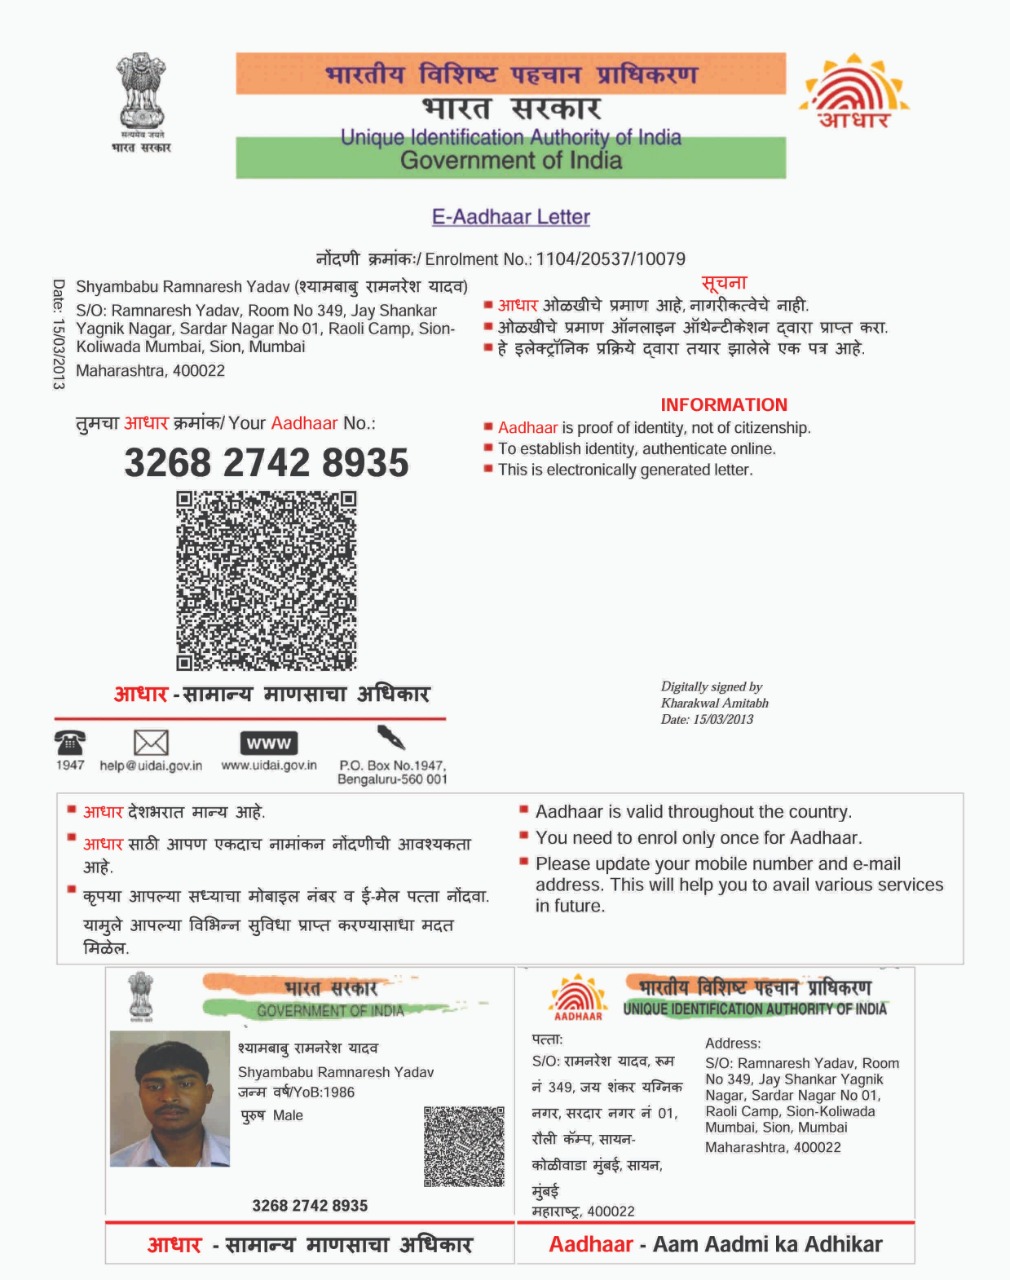 सत्यमेव जयते
भारत सरकार
भारतीय विशिष्ट पहचान प्राधिकरण
भारत सरकार
Unique Identification Authority of India
Government of India
आधार
E-Aadhaar Letter
नोंदणी क्रमांकः/ Enrolment No.: 1104/20537/10079
Date: 15/03/2013
Shyambabu Ramnaresh Yadav (श्यामबाबु रामनरेश यादव)
S/O: Ramnaresh Yadav, Room No 349, Jay Shankar
Yagnik Nagar, Sardar Nagar No 01, Raoli Camp, Sion-
Koliwada Mumbai, Sion, Mumbai
Maharashtra, 400022
सूचना
आधार ओळखीचे प्रमाण आहे, नागरीकत्वेचे नाही.
ओळखीचे प्रमाण ऑनलाइन ऑथेन्टीकेशन द्वारा प्राप्त करा.
हे इलेक्ट्रॉनिक प्रक्रिये द्वारा तयार झालेले एक पत्र आहे.
तुमचा आधार क्रमांक/ Your Aadhaar No.:
3268 2742 8935
INFORMATION
Aadhaar is proof of identity, not of citizenship.
To establish identity, authenticate online.
This is electronically generated letter.
आधार - सामान्य माणसाचा अधिकार
Digitally signed by
Kharakwal Amitabh
Date: 15/03/2013
1947
help@uidai.gov.in
www
www.uidai.gov.in
P.O. Box No.1947,
Bengaluru-560 001
आधार देशभरात मान्य आहे.
आधार साठी आपण एकदाच नामांकन नोंदणीची आवश्यकता
आहे.
कृपया आपल्या सध्याचा मोबाइल नंबर व ई-मेल पत्ता नोंदवा.
यामुले आपल्या विभिन्न सुविधा प्राप्त करण्यासाधा मदत
मिळेल.
Aadhaar is valid throughout the country.
You need to enrol only once for Aadhaar.
Please update your mobile number and e-mail
address. This will help you to avail various services
in future.
भारत सरकार
GOVERNMENT OF INDIA
श्यामबाबु रामनरेश यादव
Shyambabu Ramnaresh Yadav
जन्म वर्ष/YoB:1986
पुरुष Male
3268 2742 8935
आधार - सामान्य माणसाचा अधिकार
AADHAAR
भारतीय विशिष्ट पहचान प्राधिकरण
UNIQUE IDENTIFICATION AUTHORITY OF INDIA
पत्ता:
S/O: रामनरेश यादव, रूम
नं 349, जय शंकर यग्निक
नगर, सरदार नगर नं 01,
रौली कॅम्प, सायन-
कोळीवाडा मुंबई, सायन,
मुंबई
महाराष्ट्र, 400022
Address:
S/O: Ramnaresh Yadav, Room
No 349, Jay Shankar Yagnik
Nagar, Sardar Nagar No 01,
Raoli Camp, Sion-Koliwada
Mumbai, Sion, Mumbai
Maharashtra, 400022
Aadhaar - Aam Aadmi ka Adhikar